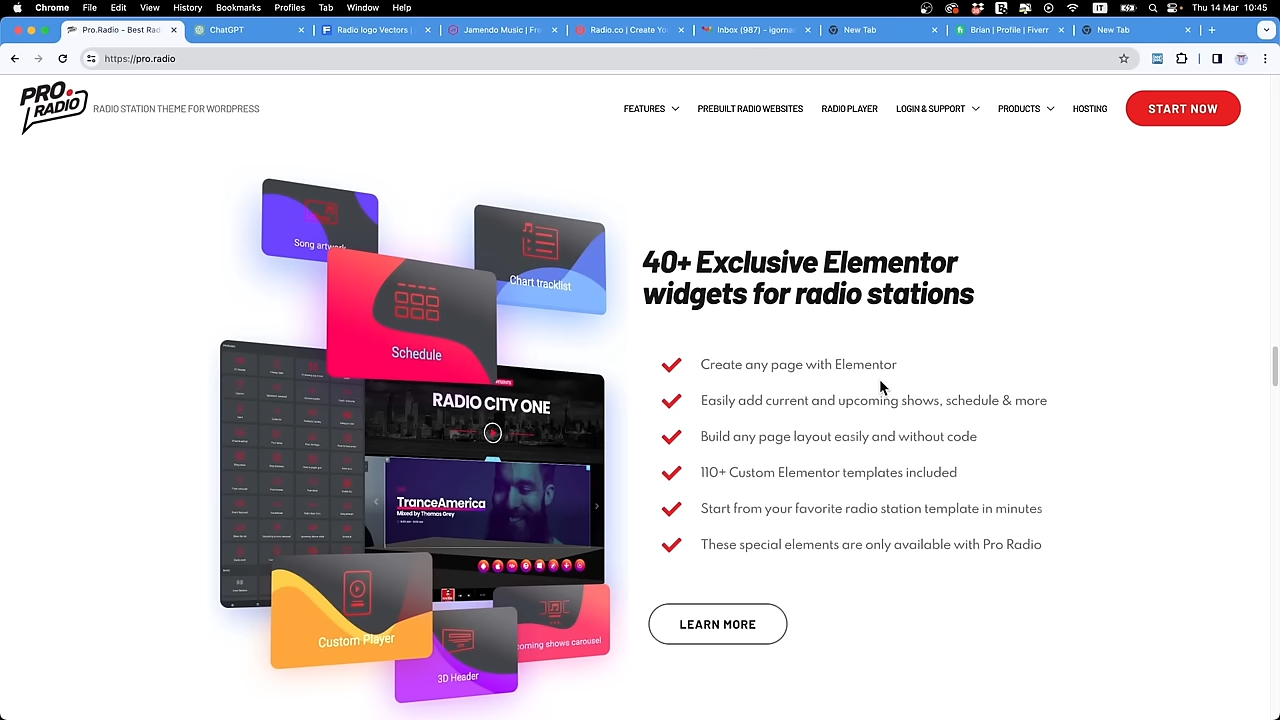 Chrome File Edit View History Bookmarks Profiles Tab Window Help IT Thu 14 Mar 10:45
Pro.Radio - Best Rad ChatGPT Radio logo Vectors | Jamendo Music | Fre Radio.co | Create You Inbox (987) - igornar New Tab Brian | Profile | Fiverr New Tab
https://pro.radio
PRO. RADIO
RADIO STATION THEME FOR WORDPRESS
FEATURES PREBUILT RADIO WEBSITES RADIO PLAYER LOGIN & SUPPORT PRODUCTS HOSTING START NOW
Song artwork
Chart tracklist
Schedule
40+ Exclusive Elementor
widgets for radio stations
Create any page with Elementor
Easily add current and upcoming shows, schedule & more
Build any page layout easily and without code
110+ Custom Elementor templates included
Start from your favorite radio station template in minutes
These special elements are only available with Pro Radio
LEARN MORE
RADIO CITY ONE
TranceAmerica
Mixed by Thomas Grey
Custom Player
coming shows carousel
3D Header